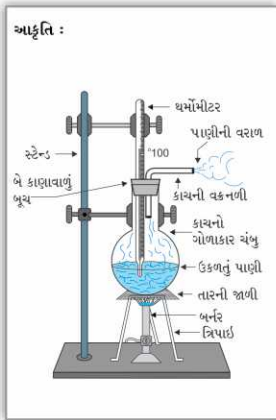 આકૃતિ :
થર્મોમીટર
પાણીની વરાળ
°100
સ્ટેન્ડ
બે કાણાવાળું
બૂચ
કાચની વક્રનળી
કાચનો
ગોળાકાર ચંબુ
ઉકળતું પાણી
તારની જાળી
બર્નર
ત્રિપાઇ